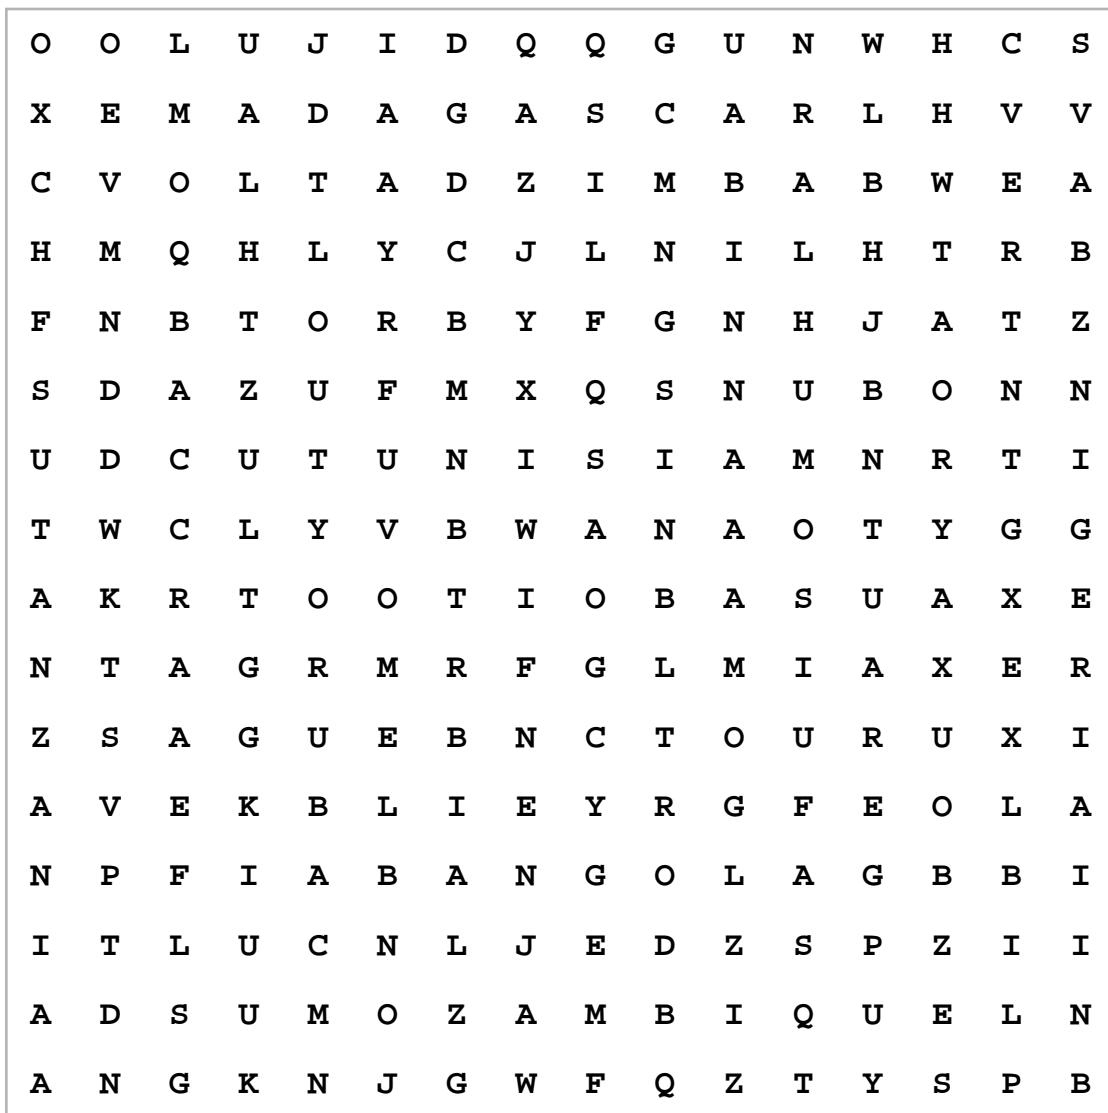 O O L U J I D Q Q G U N W H C S
X E M A D A G A S C A R L H V V
C V O L T A D Z I M B A B W E A
H M Q H L Y C J L N I L H T R B
F N B T O R B Y F G N H J A T Z
S D A Z U F M X Q S N U B O N N
U D C U T U N I S I A M N R T I
T W C L Y V B W A N A O T Y G G
A K R T O O T I O B A S U A X E
N T A G R M R F G L M I A X E R
Z S A G U E B N C T O U R U X I
A V E K B L I E Y R G F E O L A
N P F I A B A N G O L A G B B I
I T L U C N L J E D Z S P Z I I
A D S U M O Z A M B I Q U E L N
A N G K N J G W F Q Z T Y S P B